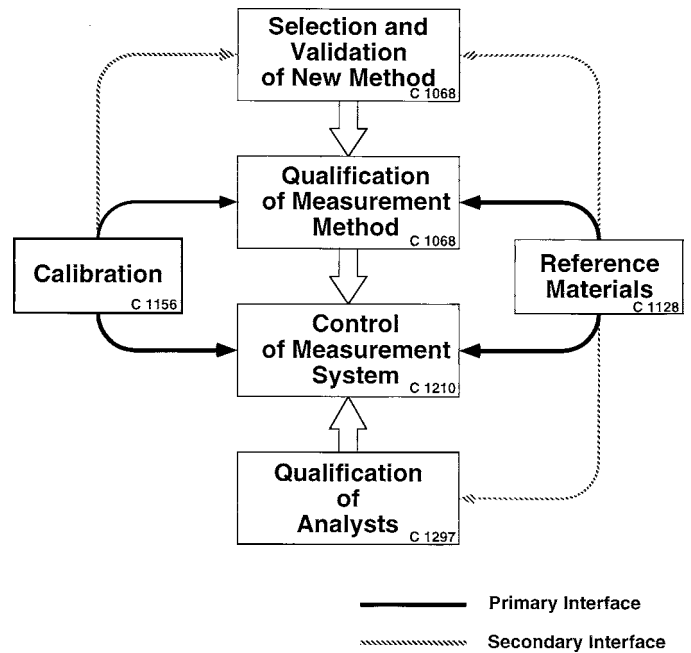 Selection and
Validation
of New Method
C 1068
Qualification
of Measurement
Method
C 1068
Calibration
C 1156
Reference
Materials
C 1128
Control
of Measurement
System
C 1210
Qualification
of
Analysts
C 1297
Primary Interface
Secondary Interface